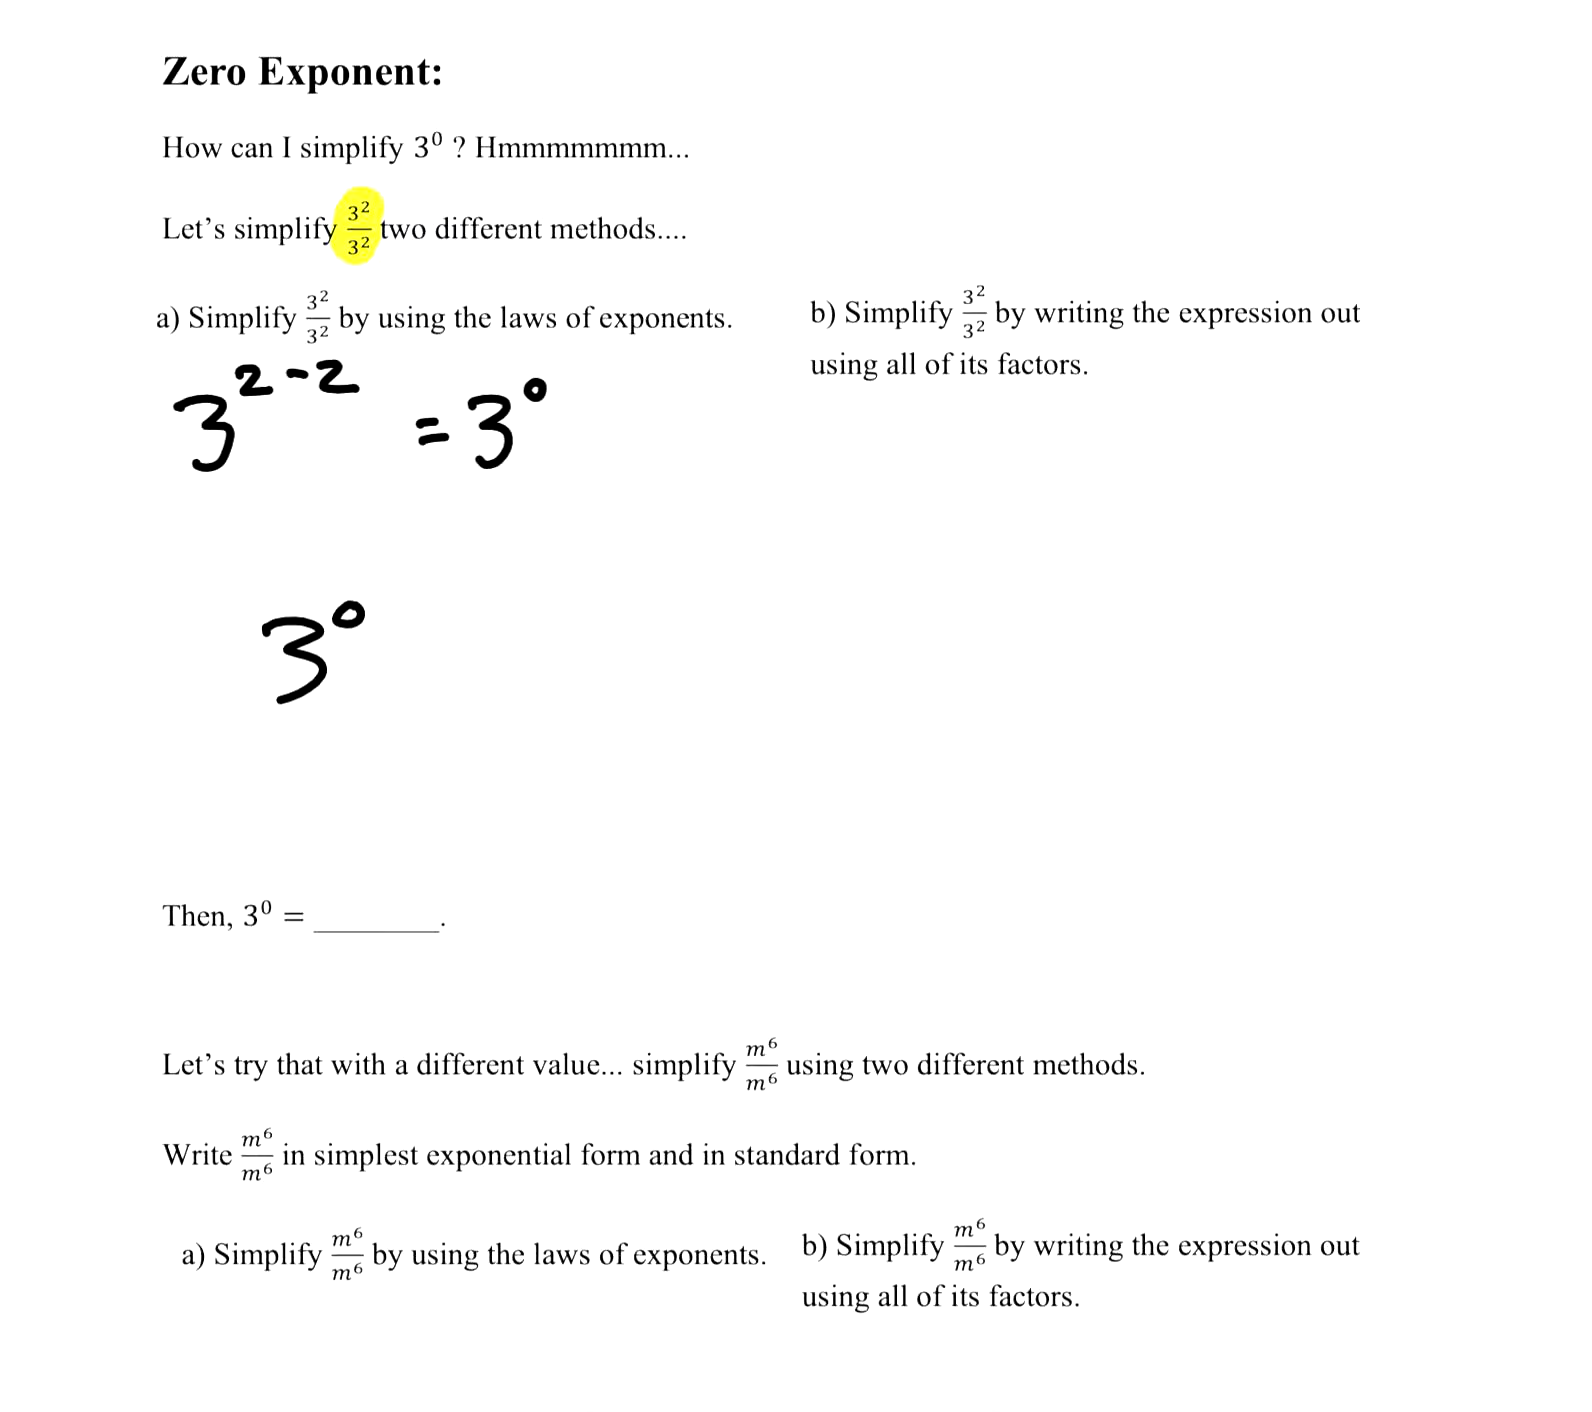 Zero Exponent:
How can I simplify 3⁰ ? Hmmmmmmm...
Let’s simplify 3²/3² two different methods....
a) Simplify 3²/3² by using the laws of exponents.
3²⁻² = 3⁰
3⁰
b) Simplify 3²/3² by writing the expression out
using all of its factors.
Then, 3⁰ = ________.
Let’s try that with a different value... simplify m⁶/m⁶ using two different methods.
Write m⁶/m⁶ in simplest exponential form and in standard form.
a) Simplify m⁶/m⁶ by using the laws of exponents.
b) Simplify m⁶/m⁶ by writing the expression out
using all of its factors.